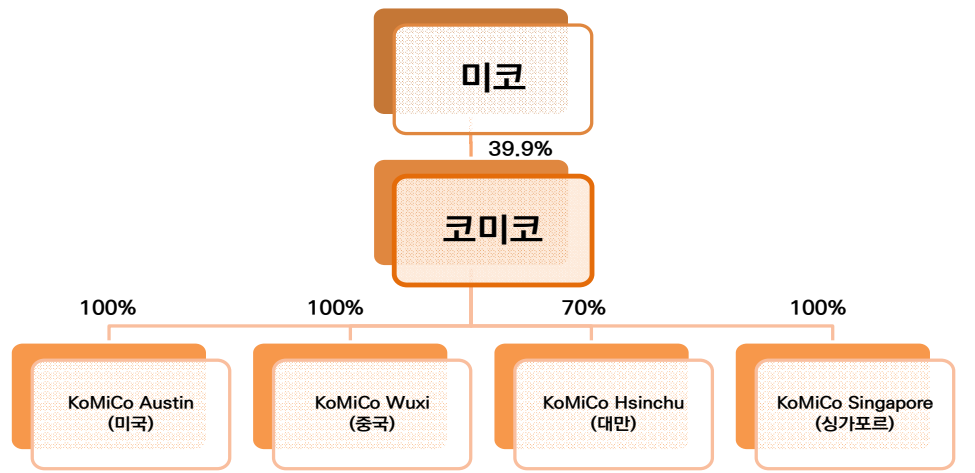 미코
39.9%
코미코
100%
100%
70%
100%
KoMiCo Austin
(미국)
KoMiCo Wuxi
(중국)
KoMiCo Hsinchu
(대만)
KoMiCo Singapore
(싱가포르)